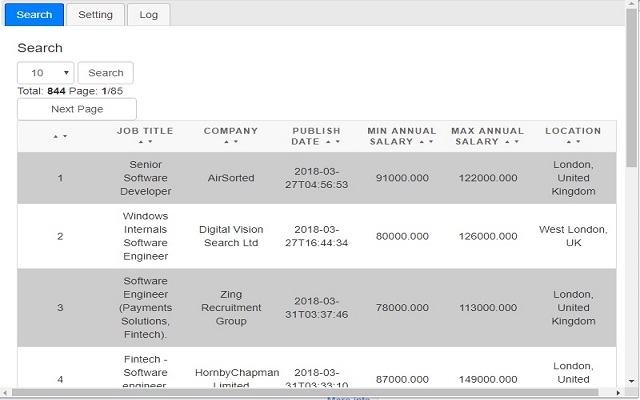 Search Setting Log
Search
10 Search
Total: 844 Page: 1/85
Next Page
JOB TITLE COMPANY PUBLISH DATE MIN ANNUAL SALARY MAX ANNUAL SALARY LOCATION
1 Senior Software Developer AirSorted 2018-03-27T04:56:53 91000.000 122000.000 London, United Kingdom
2 Windows Internals Software Engineer Digital Vision Search Ltd 2018-03-27T16:44:34 80000.000 126000.000 West London, UK
3 Software Engineer (Payments Solutions, Fintech). Zing Recruitment Group 2018-03-31T03:37:46 78000.000 113000.000 London, United Kingdom
4 Fintech - Software engineer HornbyChapman Limited 2018-03-31T03:33:10 87000.000 149000.000 London, United
More info